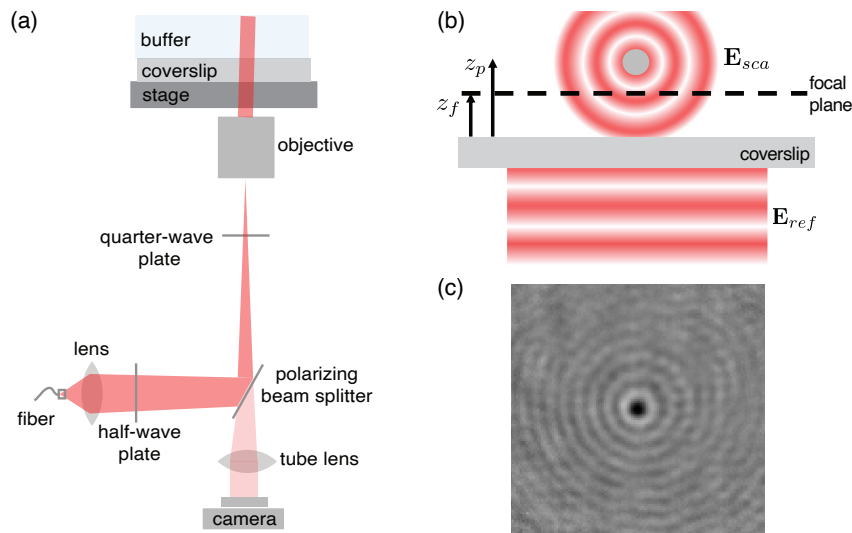 (a)
buffer
coverslip
stage
objective
quarter-wave
plate
lens
fiber
half-wave
plate
polarizing
beam splitter
tube lens
camera
(b)
z_p
z_f
E_sca
focal
plane
coverslip
E_ref
(c)